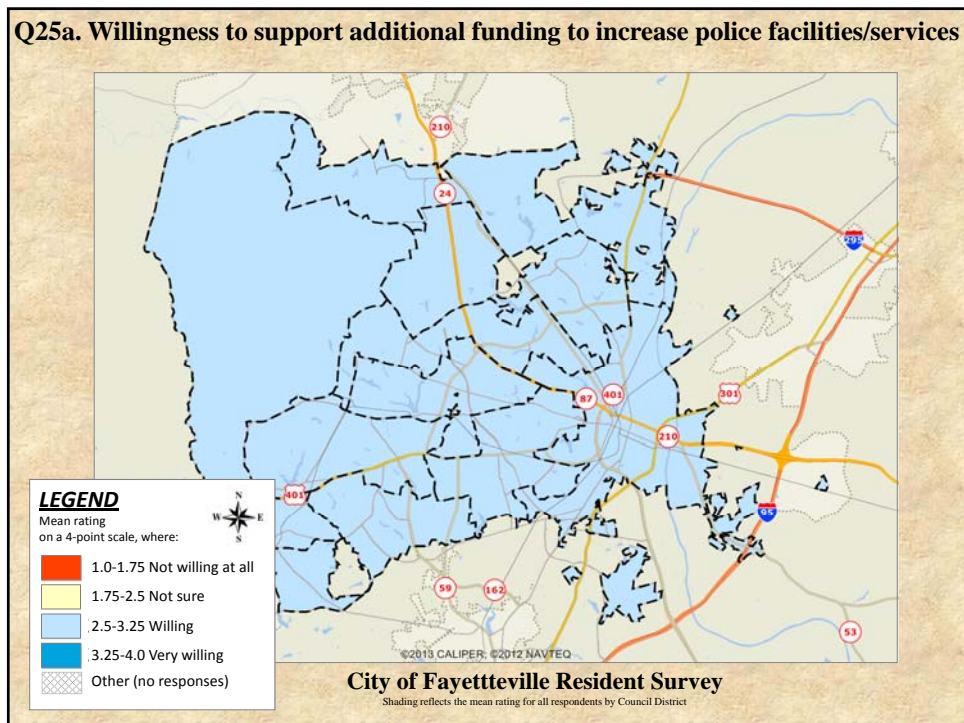 Q25a. Willingness to support additional funding to increase police facilities/services
210
24
295
87
401
301
210
401
95
59
162
53
LEGEND
Mean rating
on a 4-point scale, where:
N
W E
S
1.0-1.75 Not willing at all
1.75-2.5 Not sure
2.5-3.25 Willing
3.25-4.0 Very willing
Other (no responses)
©2013 CALIPER; ©2012 NAVTEQ
City of Fayettteville Resident Survey
Shading reflects the mean rating for all respondents by Council District